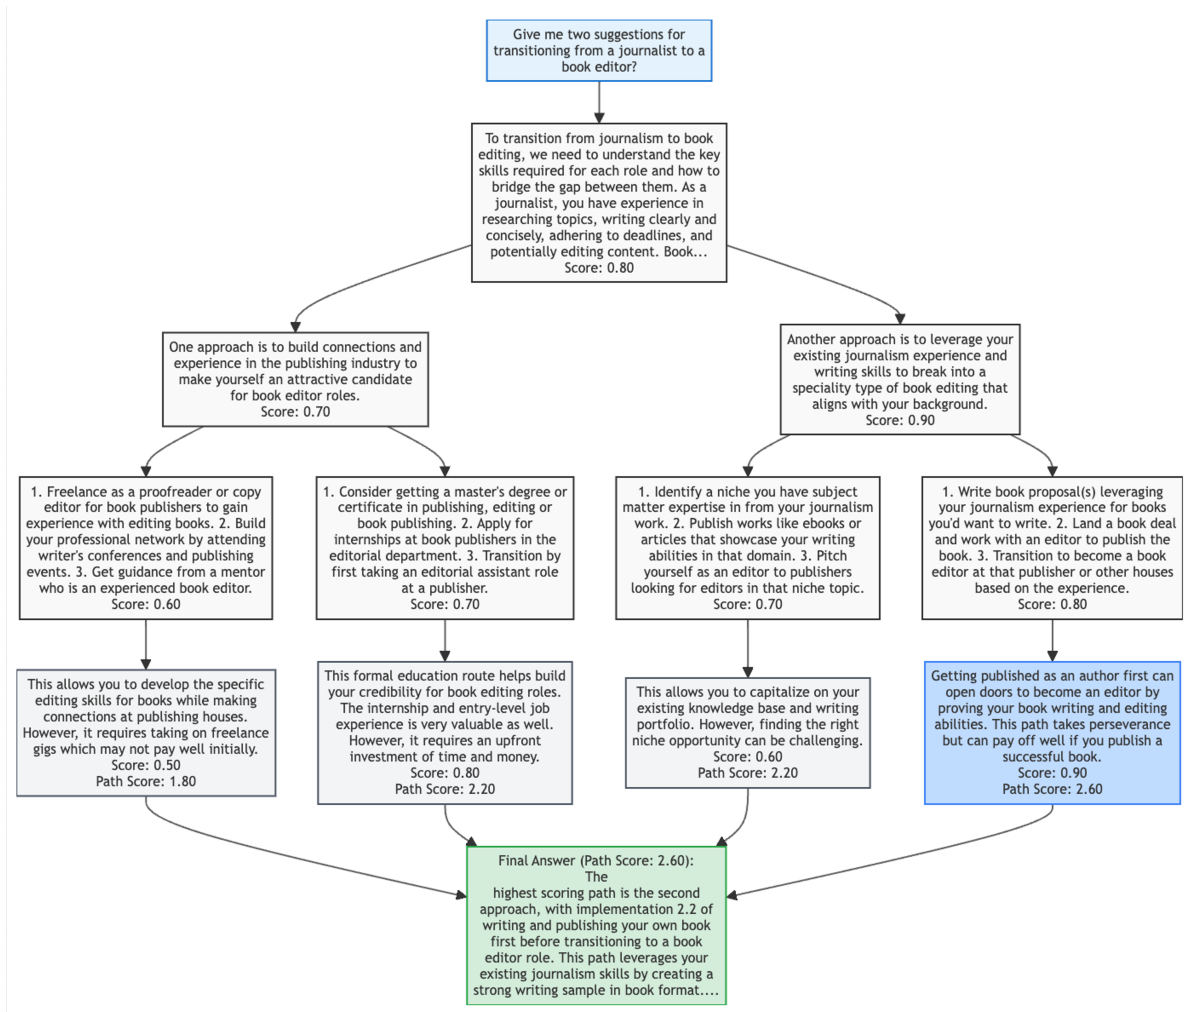 Give me two suggestions for
transitioning from a journalist to a
book editor?
To transition from journalism to book
editing, we need to understand the key
skills required for each role and how to
bridge the gap between them. As a
journalist, you have experience in
researching topics, writing clearly and
concisely, adhering to deadlines, and
potentially editing content. Book...
Score: 0.80
One approach is to build connections and
experience in the publishing industry to
make yourself an attractive candidate
for book editor roles.
Score: 0.70
Another approach is to leverage your
existing journalism experience and
writing skills to break into a
speciality type of book editing that
aligns with your background.
Score: 0.90
1. Freelance as a proofreader or copy
editor for book publishers to gain
experience with editing books. 2. Build
your professional network by attending
writer's conferences and publishing
events. 3. Get guidance from a mentor
who is an experienced book editor.
Score: 0.60
1. Consider getting a master's degree or
certificate in publishing, editing or
book publishing. 2. Apply for
internships at book publishers in the
editorial department. 3. Transition by
first taking an editorial assistant role
at a publisher.
Score: 0.70
1. Identify a niche you have subject
matter expertise in from your journalism
work. 2. Publish works like ebooks or
articles that showcase your writing
abilities in that domain. 3. Pitch
yourself as an editor to publishers
looking for editors in that niche topic.
Score: 0.70
1. Write book proposal(s) leveraging
your journalism experience for books
you'd want to write. 2. Land a book deal
and work with an editor to publish the
book. 3. Transition to become a book
editor at that publisher or other houses
based on the experience.
Score: 0.80
This allows you to develop the specific
editing skills for books while making
connections at publishing houses.
However, it requires taking on freelance
gigs which may not pay well initially.
Score: 0.50
Path Score: 1.80
This formal education route helps build
your credibility for book editing roles.
The internship and entry-level job
experience is very valuable as well.
However, it requires an upfront
investment of time and money.
Score: 0.80
Path Score: 2.20
This allows you to capitalize on your
existing knowledge base and writing
portfolio. However, finding the right
niche opportunity can be challenging.
Score: 0.60
Path Score: 2.20
Getting published as an author first can
open doors to become an editor by
proving your book writing and editing
abilities. This path takes perseverance
but can pay off well if you publish a
successful book.
Score: 0.90
Path Score: 2.60
Final Answer (Path Score: 2.60):
The
highest scoring path is the second
approach, with implementation 2.2 of
writing and publishing your own book
first before transitioning to a book
editor role. This path leverages your
existing journalism skills by creating a
strong writing sample in book format....